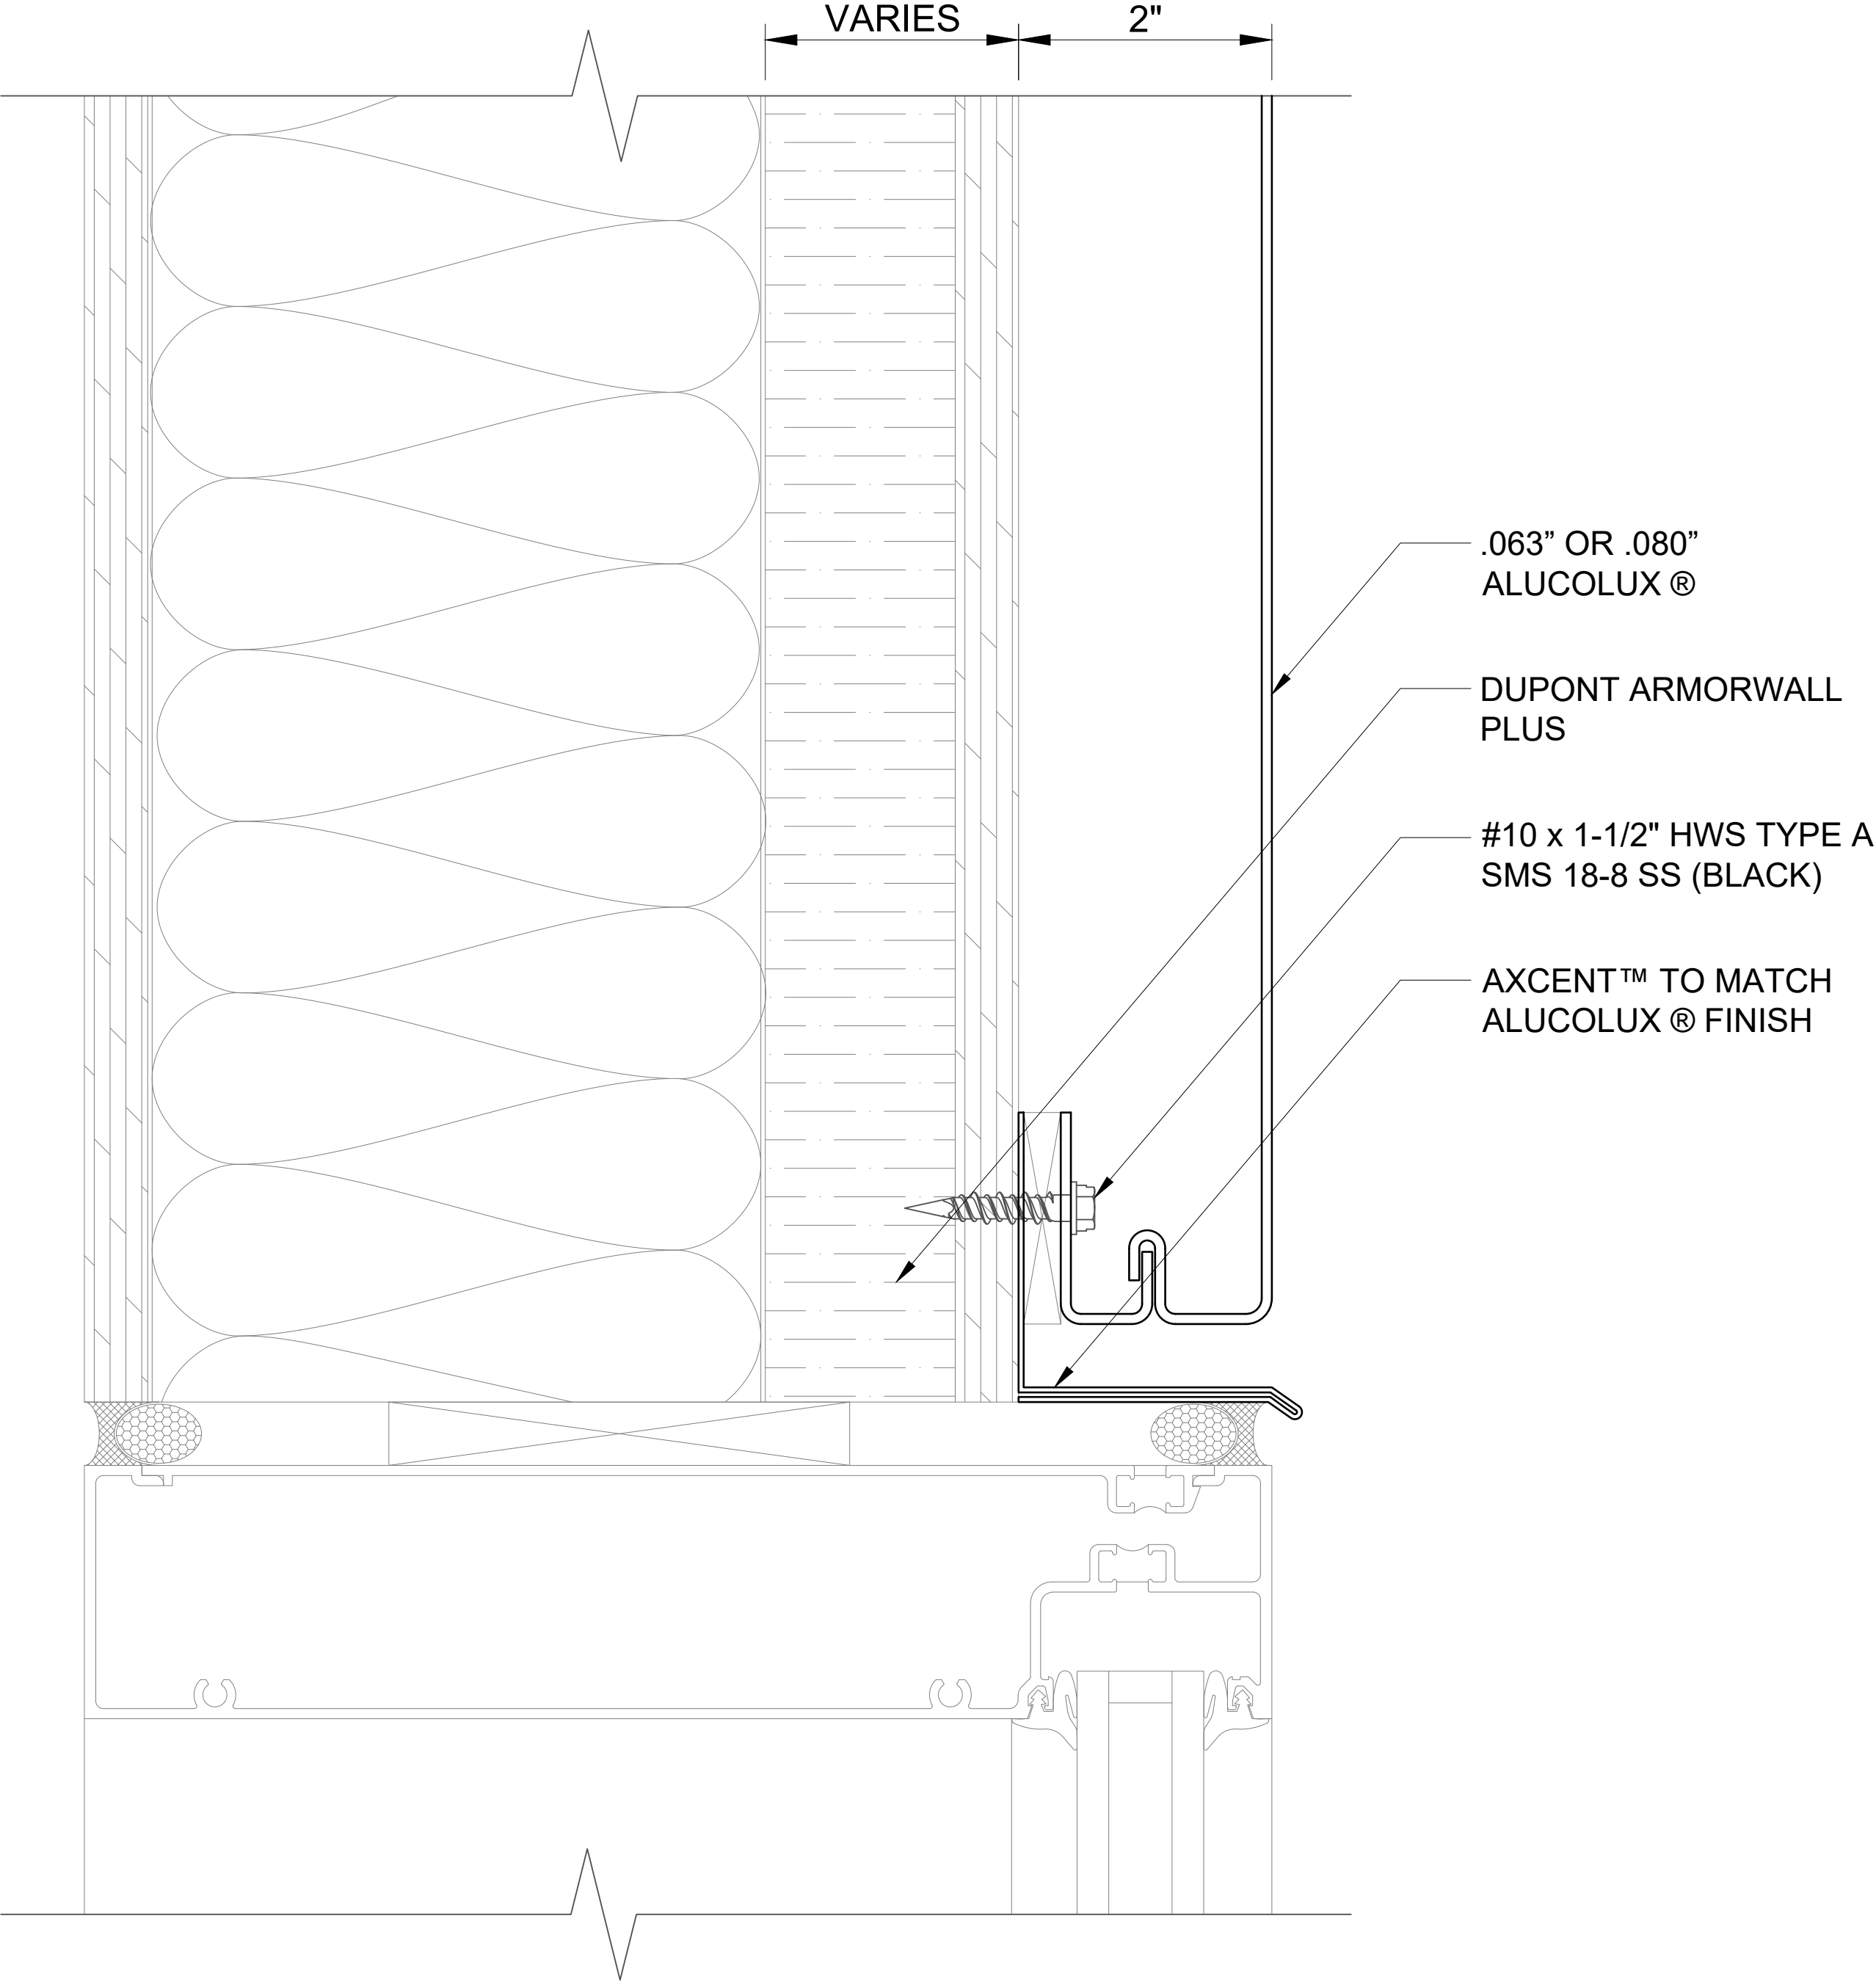 VARIES
2"
.063” OR .080”
ALUCOLUX ®
DUPONT ARMORWALL
PLUS
#10 x 1-1/2" HWS TYPE A
SMS 18-8 SS (BLACK)
AXCENT™ TO MATCH
ALUCOLUX ® FINISH